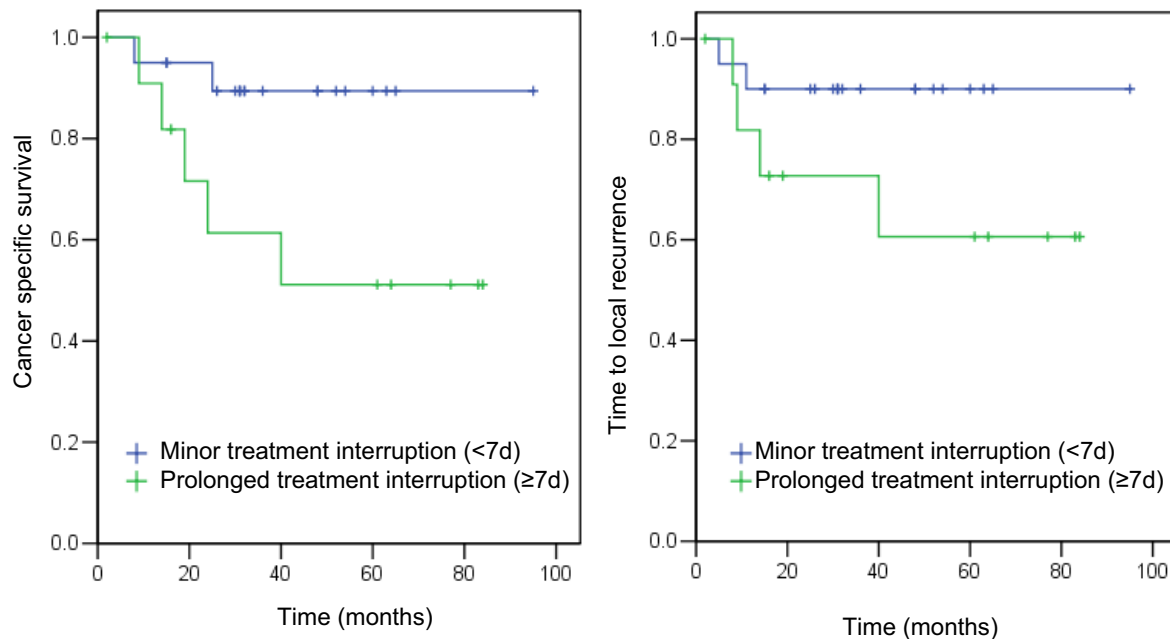 1.0
0.8
0.6
0.4
0.2
0.0
Cancer specific survival
Minor treatment interruption (<7d)
Prolonged treatment interruption (≥7d)
0 20 40 60 80 100
Time (months)
1.0
0.8
0.6
0.4
0.2
0.0
Time to local recurrence
Minor treatment interruption (<7d)
Prolonged treatment interruption (≥7d)
0 20 40 60 80 100
Time (months)